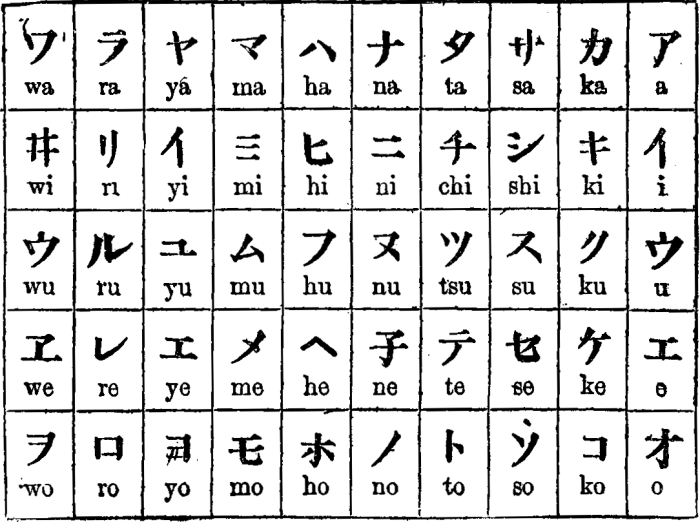 ワ ラ ヤ マ ハ ナ タ サ カ ア
wa ra ya ma ha na ta sa ka a
ヰ リ イ ミ ヒ ニ チ シ キ イ
wi ri yi mi hi ni chi shi ki i
ウ ル ユ ム フ ヌ ツ ス ク ウ
wu ru yu mu hu nu tsu su ku u
ヱ レ エ メ ヘ 子 テ セ ケ エ
we re ye me he ne te se ke e
ヲ ロ ヨ モ ホ ノ ト ソ コ オ
wo ro yo mo ho no to so ko o